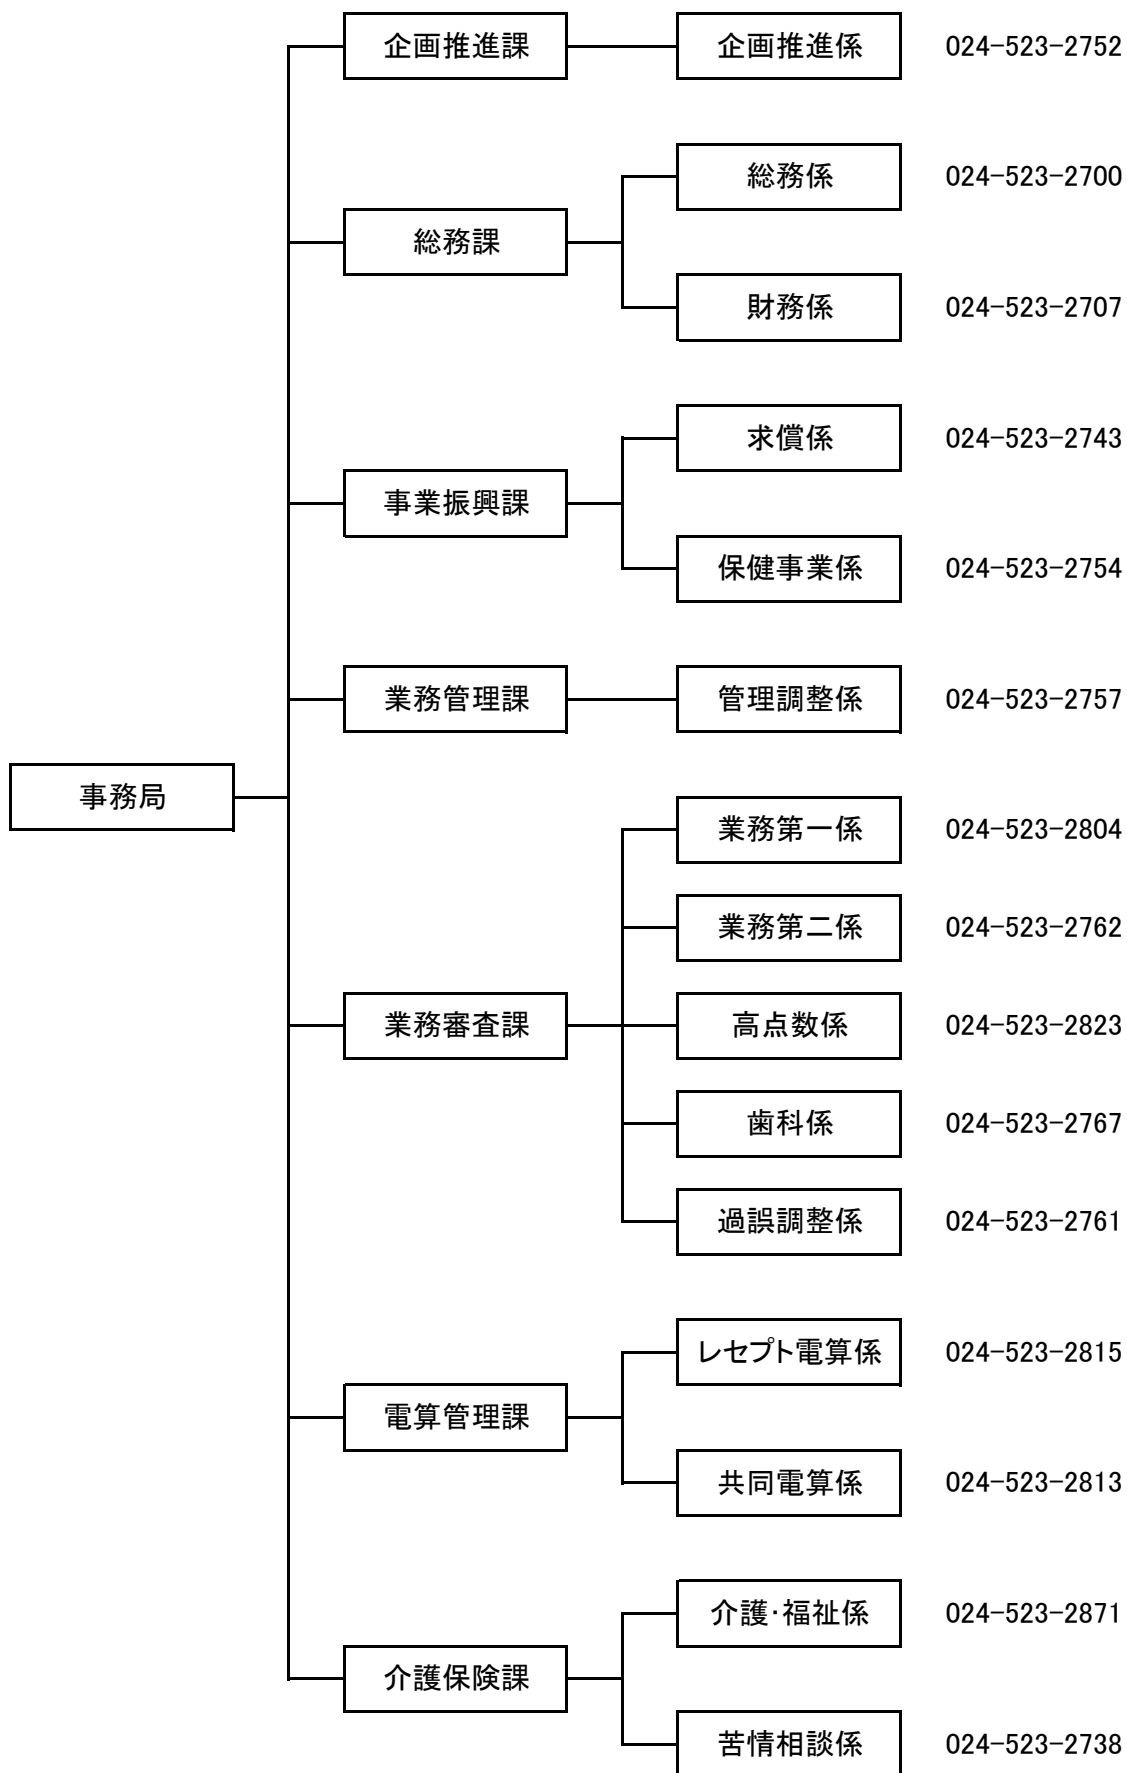 企画推進課 企画推進係 024-523-2752
総務係 024-523-2700
総務課
財務係 024-523-2707
求償係 024-523-2743
事業振興課
保健事業係 024-523-2754
業務管理課 管理調整係 024-523-2757
事務局
業務第一係 024-523-2804
業務第二係 024-523-2762
業務審査課 高点数係 024-523-2823
歯科係 024-523-2767
過誤調整係 024-523-2761
レセプト電算係 024-523-2815
電算管理課
共同電算係 024-523-2813
介護・福祉係 024-523-2871
介護保険課
苦情相談係 024-523-2738